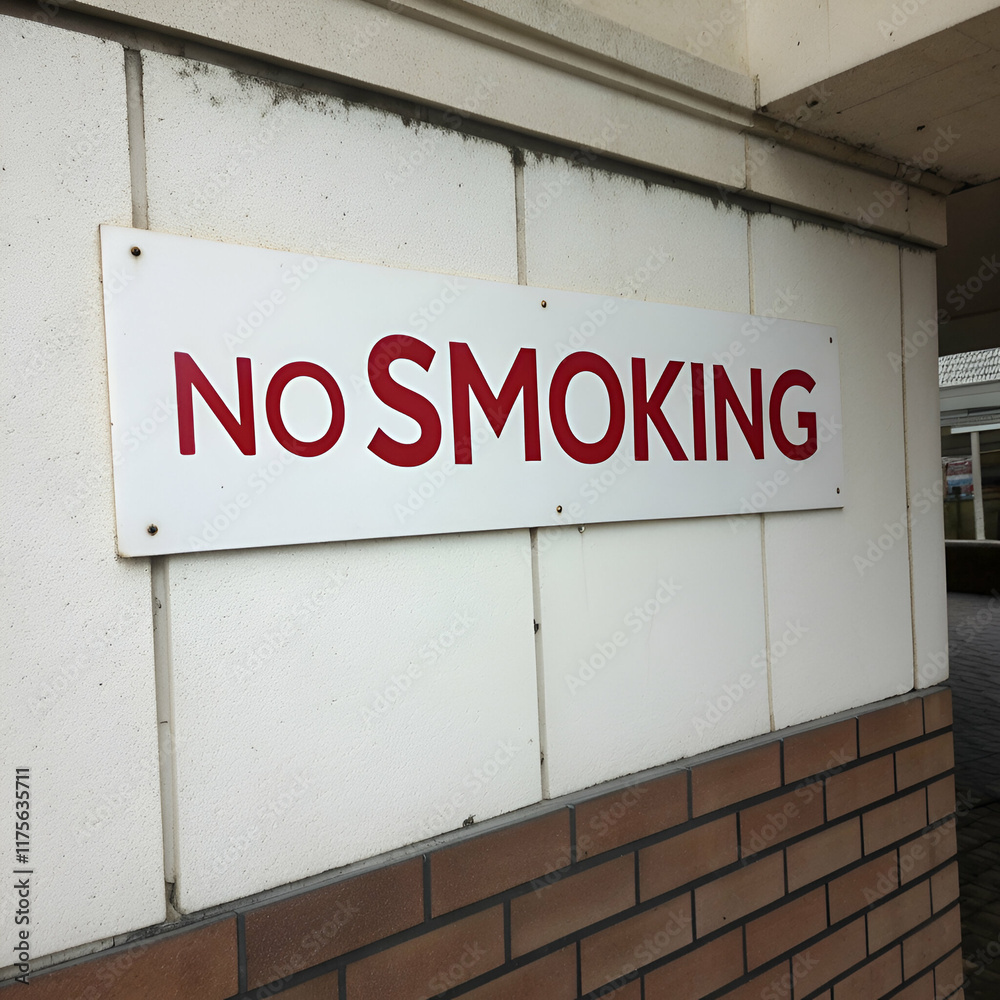 NO SMOKING
Adobe Stock | #1175635711